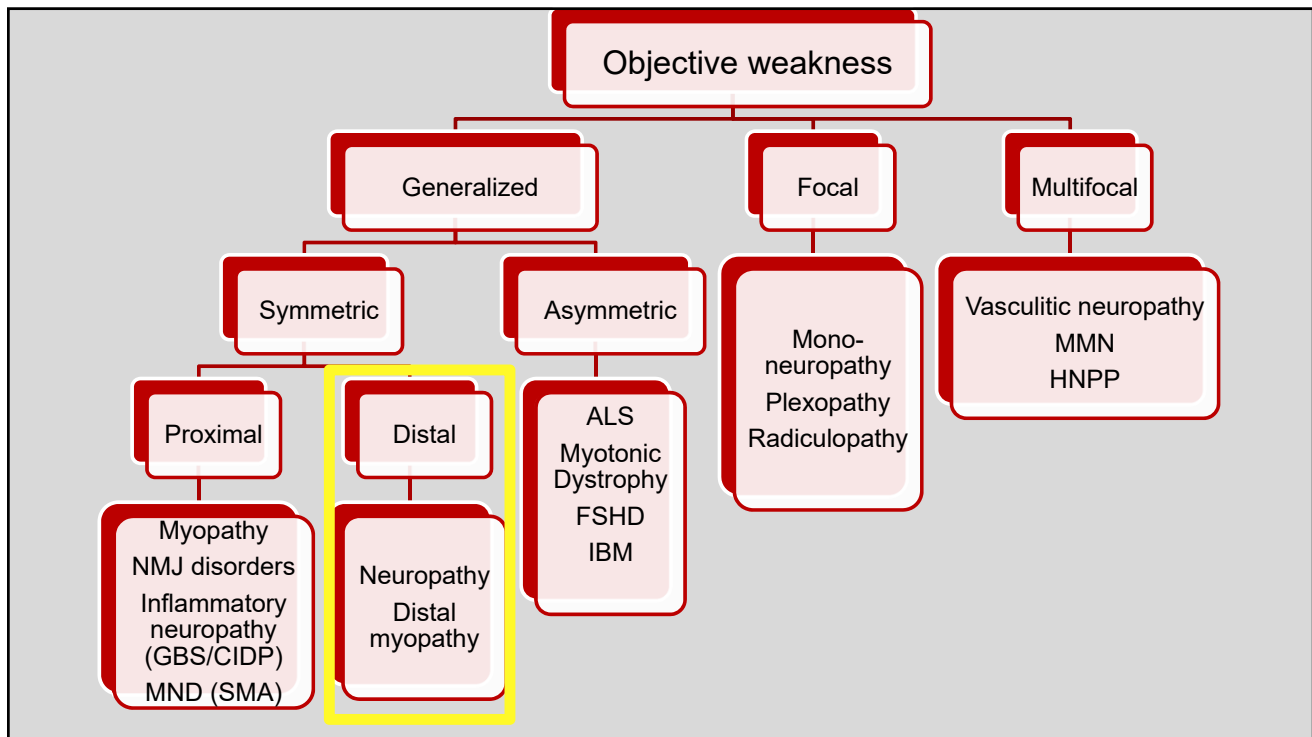 Objective weakness
Generalized
Focal
Multifocal
Symmetric
Asymmetric
Proximal
Distal
Myopathy
NMJ disorders
Inflammatory
neuropathy
(GBS/CIDP)
MND (SMA)
Neuropathy
Distal
myopathy
ALS
Myotonic
Dystrophy
FSHD
IBM
Mono-
neuropathy
Plexopathy
Radiculopathy
Vasculitic neuropathy
MMN
HNPP